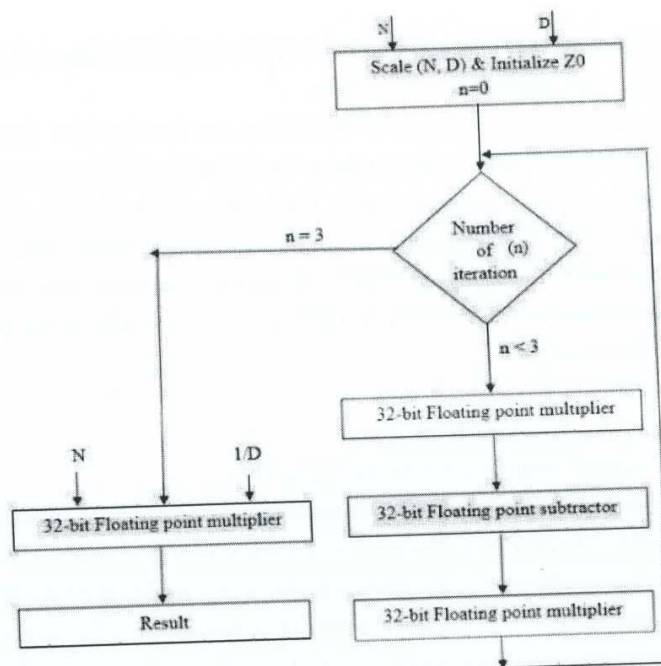 N D
Scale (N, D) & Initialize Z0
n=0
n = 3
Number
of (n)
iteration
n < 3
32-bit Floating point multiplier
N 1/D
32-bit Floating point multiplier
32-bit Floating point subtractor
Result
32-bit Floating point multiplier